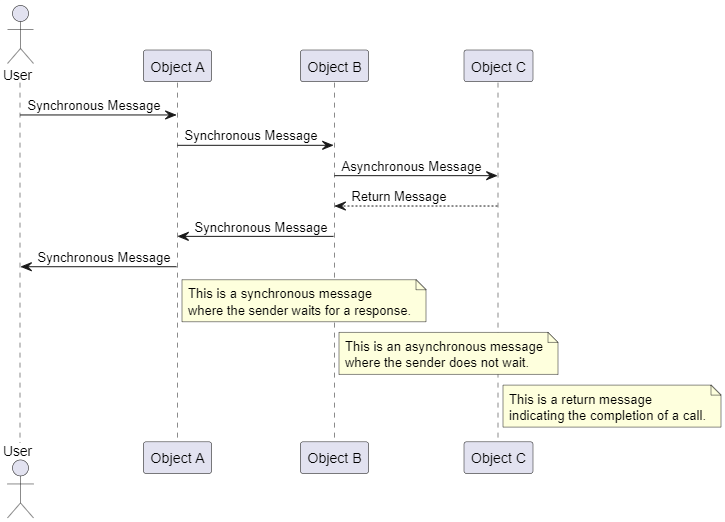 User
Object A
Object B
Object C
Synchronous Message
Synchronous Message
Asynchronous Message
Return Message
Synchronous Message
Synchronous Message
This is a synchronous message
where the sender waits for a response.
This is an asynchronous message
where the sender does not wait.
This is a return message
indicating the completion of a call.
User
Object A
Object B
Object C